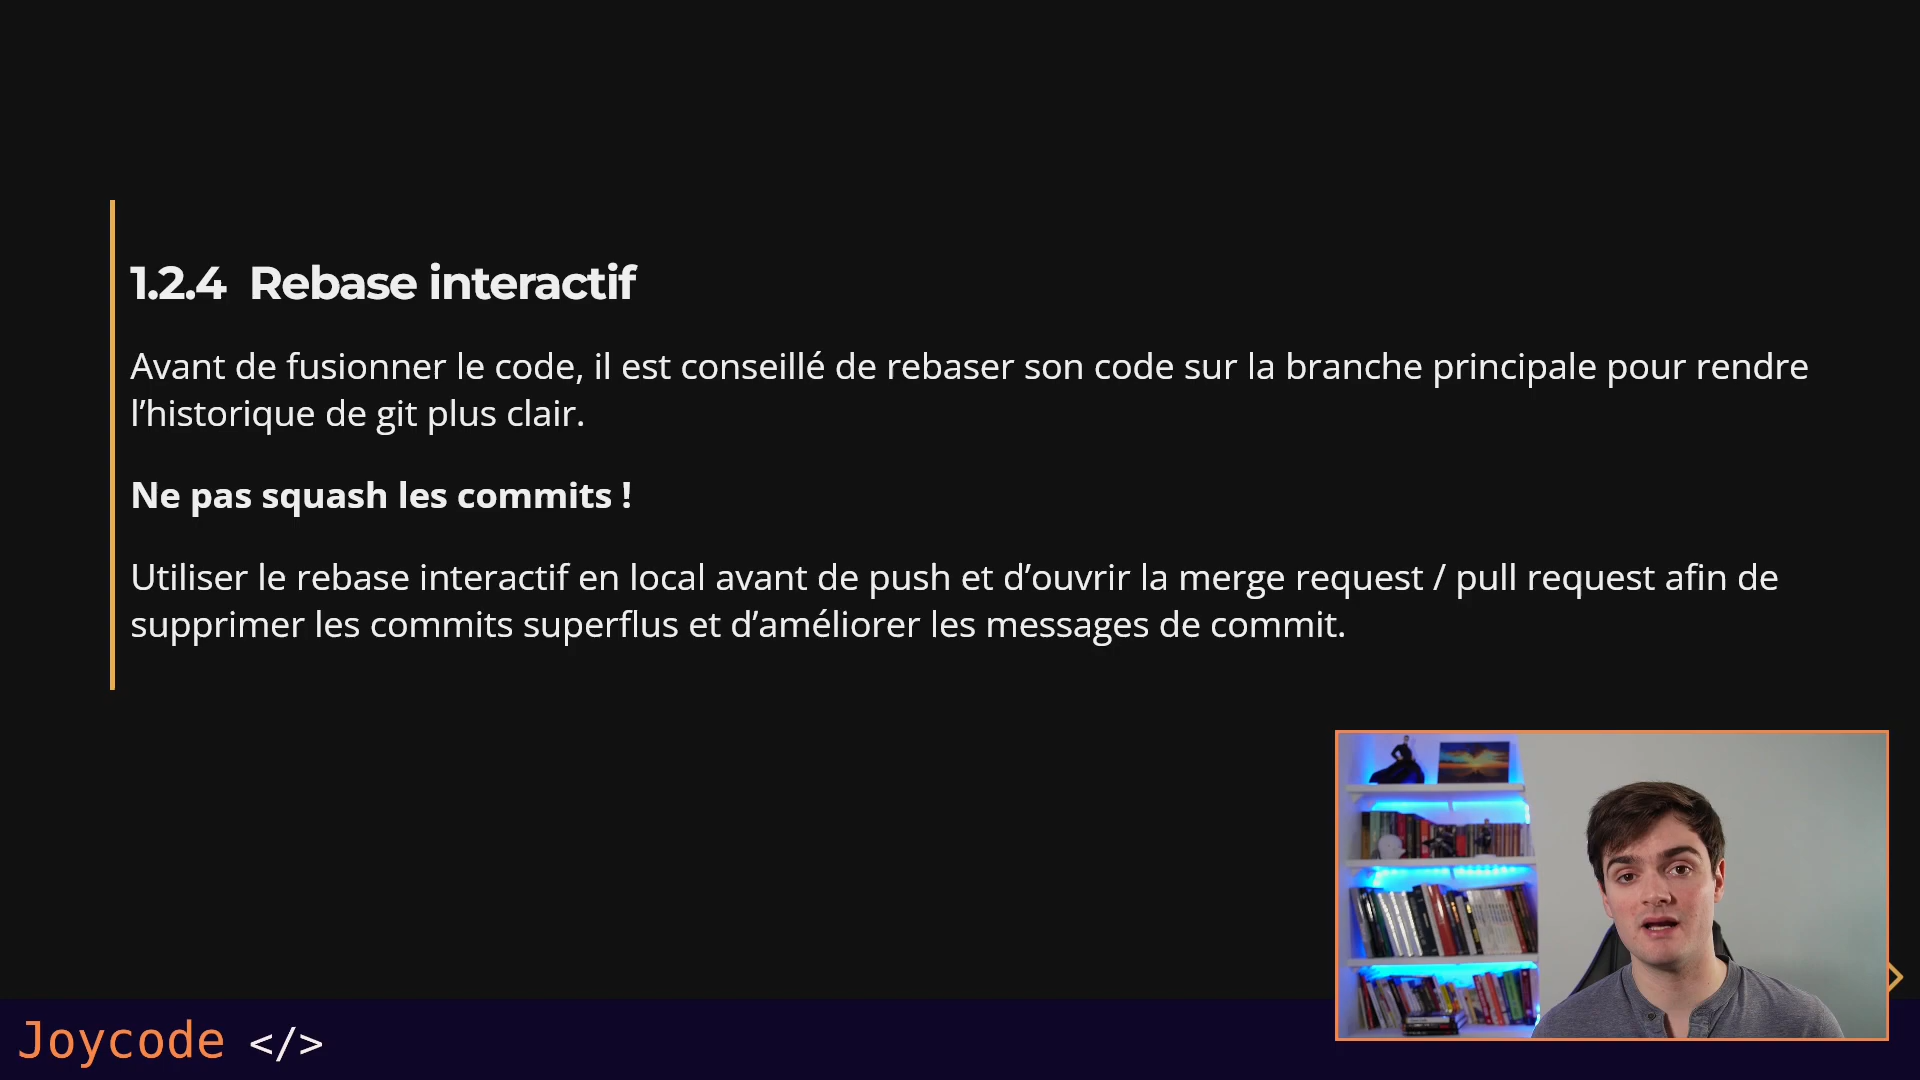 1.2.4 Rebase interactif
Avant de fusionner le code, il est conseillé de rebaser son code sur la branche principale pour rendre
l’historique de git plus clair.
Ne pas squash les commits !
Utiliser le rebase interactif en local avant de push et d’ouvrir la merge request / pull request afin de
supprimer les commits superflus et d’améliorer les messages de commit.
Joycode </>